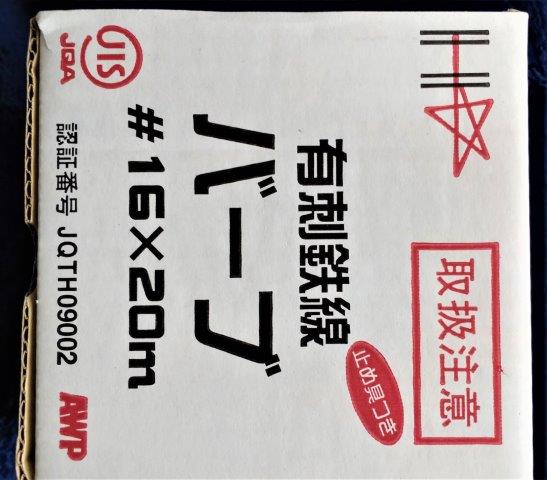 取扱注意
有刺鉄線
止め具つき
バーブ
#16×20m
JIS
JQA
認証番号 JQTH09002
AWP